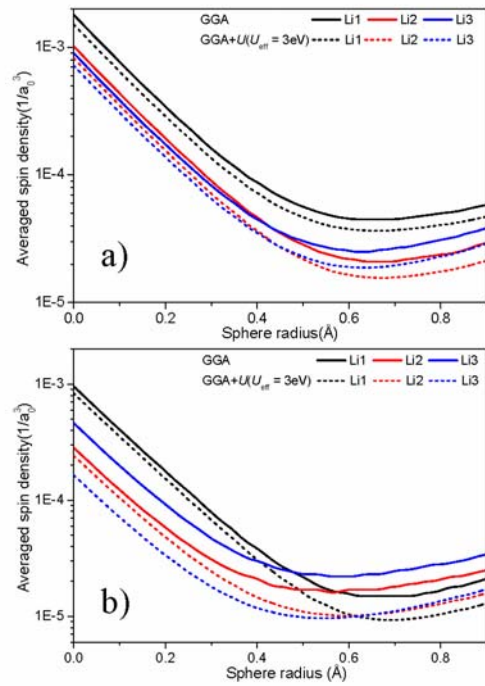 GGA Li1 Li2 Li3
GGA+U(U_eff = 3eV) Li1 Li2 Li3
1E-3
1E-4
1E-5
Averaged spin density(1/a₀³)
a)
0.0 0.2 0.4 0.6 0.8
Sphere radius(Å)
GGA Li1 Li2 Li3
GGA+U(U_eff = 3eV) Li1 Li2 Li3
1E-3
1E-4
1E-5
Averaged spin density(1/a₀³)
b)
0.0 0.2 0.4 0.6 0.8
Sphere radius(Å)